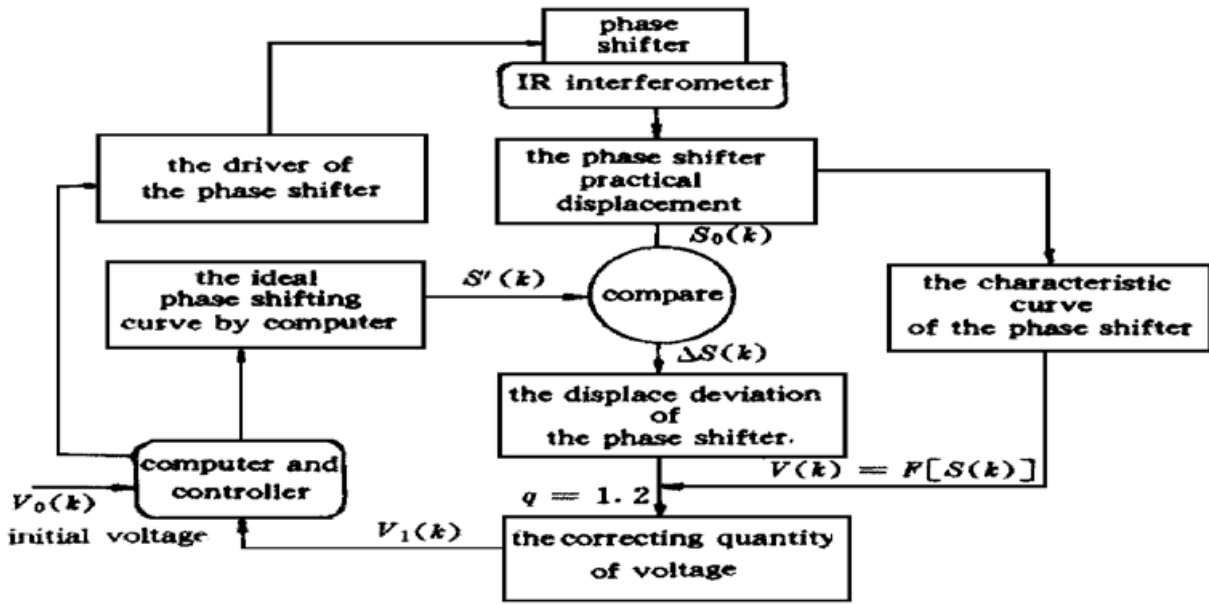 phase
shifter
IR interferometer
the driver of
the phase shifter
the phase shifter
practical
displacement
S₀(k)
the ideal
phase shifting
curve by computer
S′(k)
compare
the characteristic
curve
of the phase shifter
ΔS(k)
the displace deviation
of
the phase shifter.
computer and
controller
V₀(k)
initial voltage
V(k) = F[S(k)]
q = 1.2
V₁(k)
the correcting quantity
of voltage